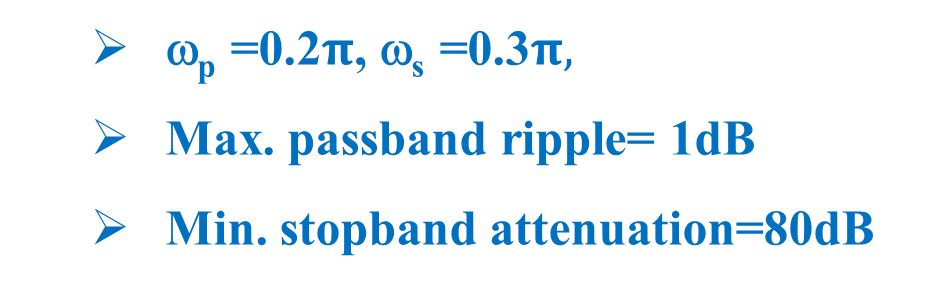 ➢ ωp =0.2π, ωs =0.3π,
➢ Max. passband ripple= 1dB
➢ Min. stopband attenuation=80dB